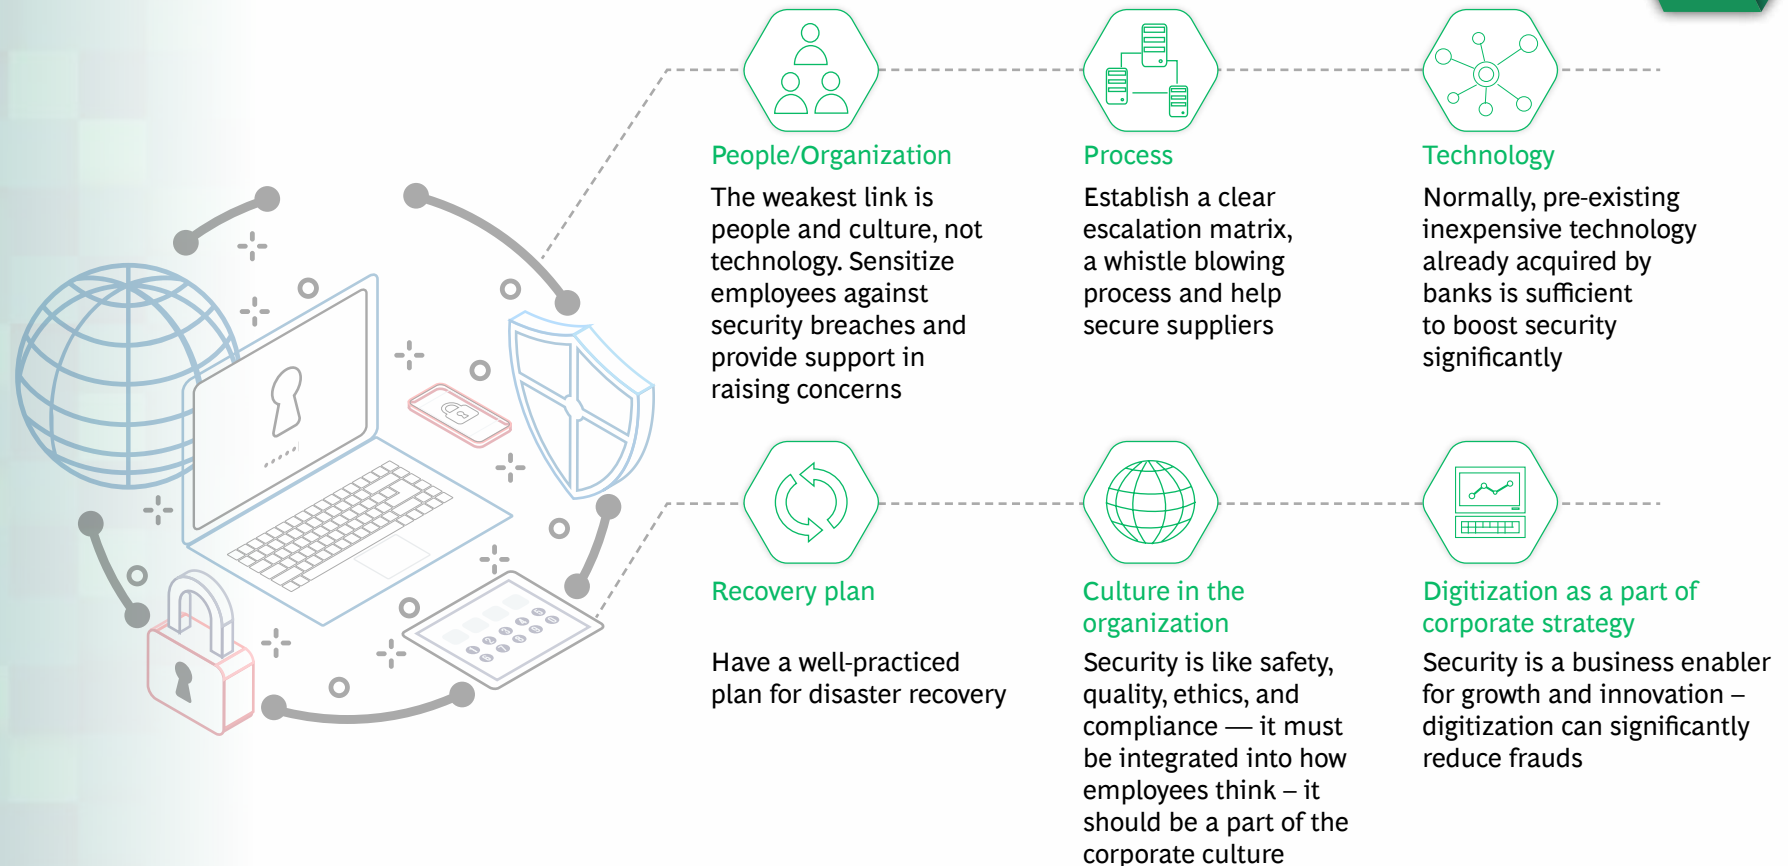 People/Organization
The weakest link is
people and culture, not
technology. Sensitize
employees against
security breaches and
provide support in
raising concerns
Process
Establish a clear
escalation matrix,
a whistle blowing
process and help
secure suppliers
Technology
Normally, pre-existing
inexpensive technology
already acquired by
banks is sufficient
to boost security
significantly
Recovery plan
Have a well-practiced
plan for disaster recovery
Culture in the
organization
Security is like safety,
quality, ethics, and
compliance — it must
be integrated into how
employees think – it
should be a part of the
corporate culture
Digitization as a part of
corporate strategy
Security is a business enabler
for growth and innovation –
digitization can significantly
reduce frauds